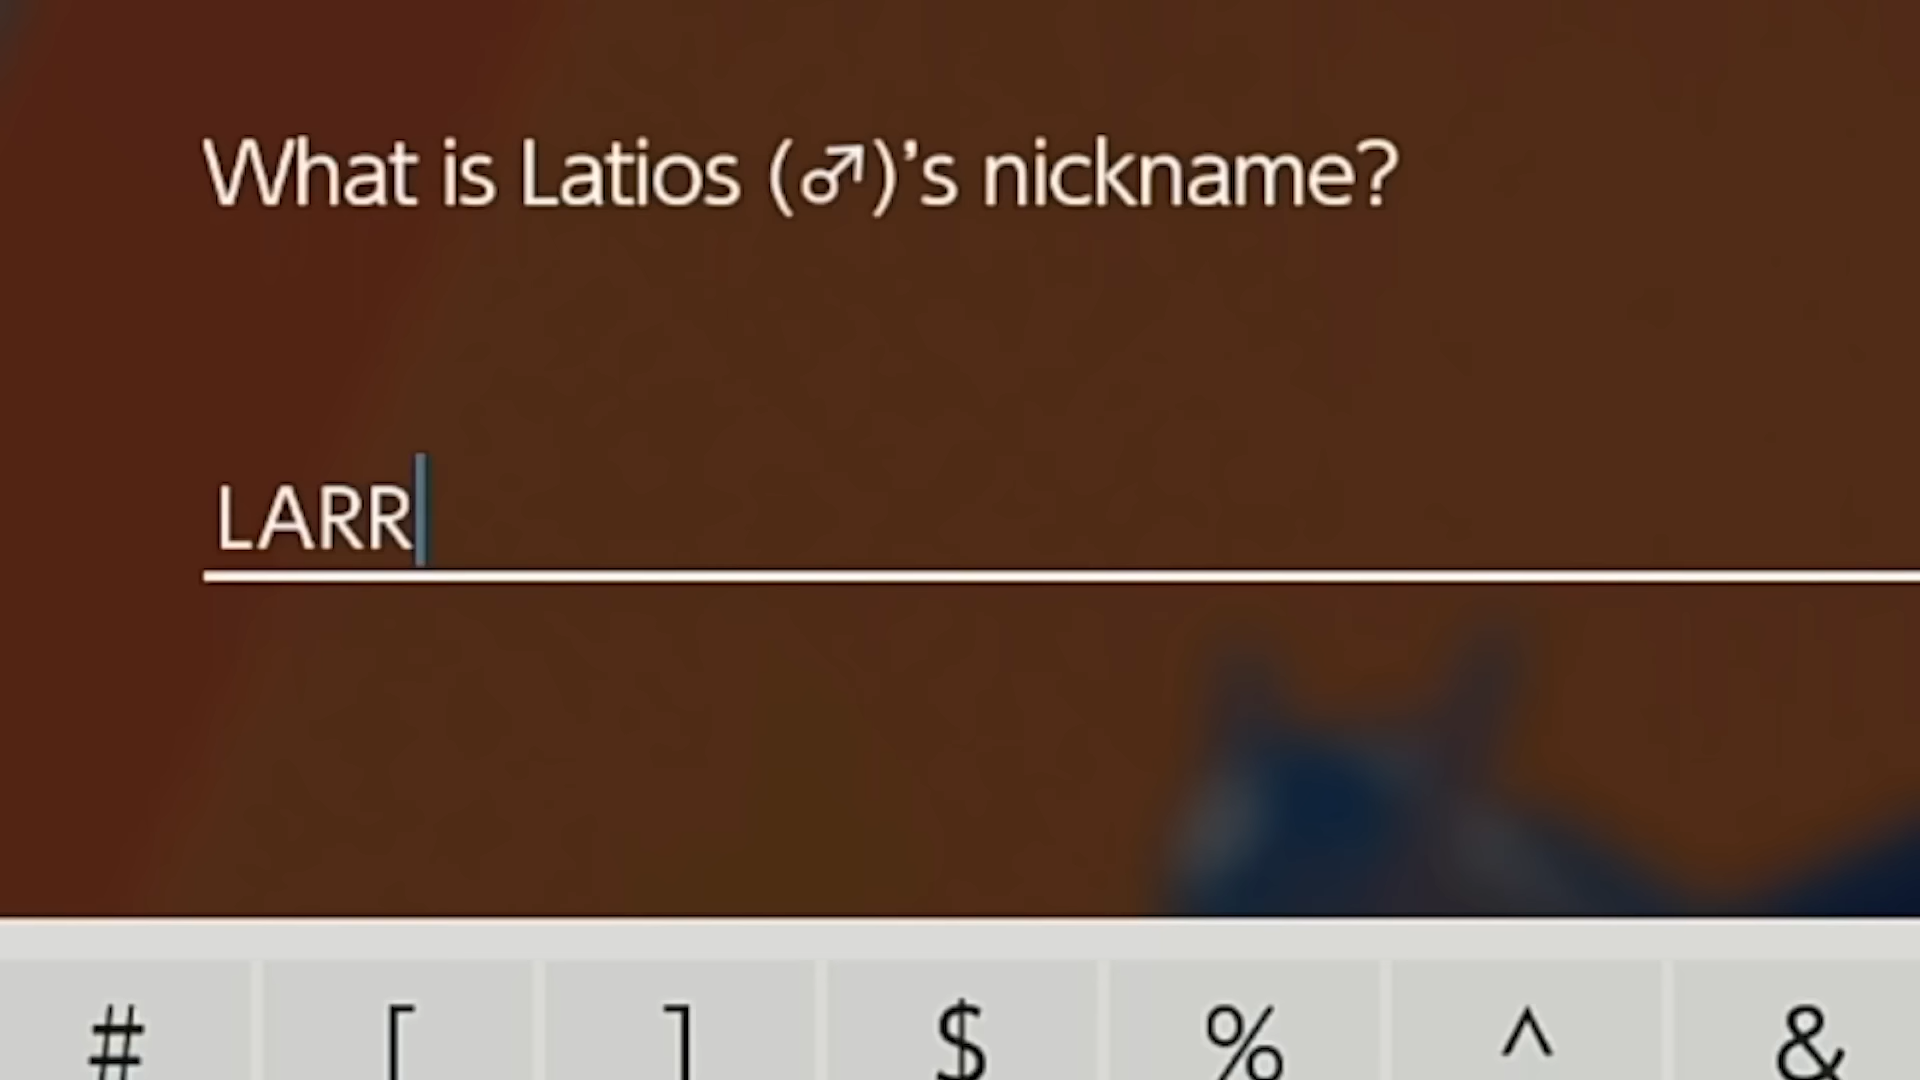 What is Latios (♂)'s nickname?
LARR
# [ ] $ % ^ &